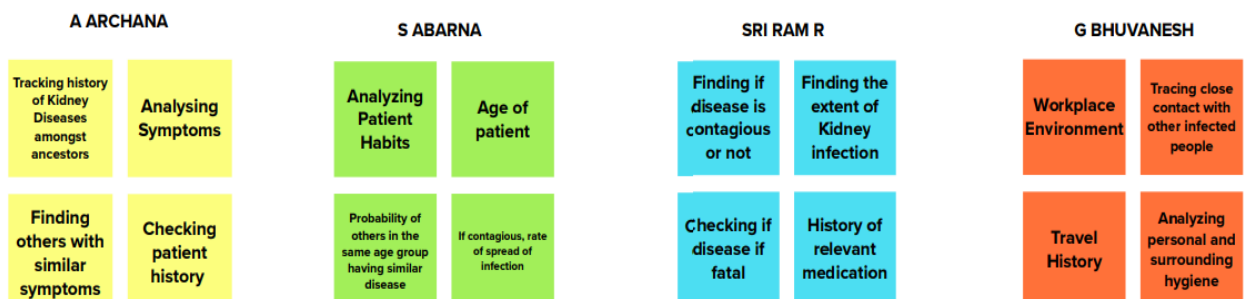 A ARCHANA
Tracking history
of Kidney
Diseases
amongst
ancestors
Analysing
Symptoms
Finding
others with
similar
symptoms
Checking
patient
history
S ABARNA
Analyzing
Patient
Habits
Age of
patient
Probability of
others in the
same age group
having similar
disease
If contagious, rate
of spread of
infection
SRI RAM R
Finding if
disease is
contagious
or not
Finding the
extent of
Kidney
infection
Checking if
disease if
fatal
History of
relevant
medication
G BHUVANESH
Workplace
Environment
Tracing close
contact with
other infected
people
Travel
History
Analyzing
personal and
surrounding
hygiene